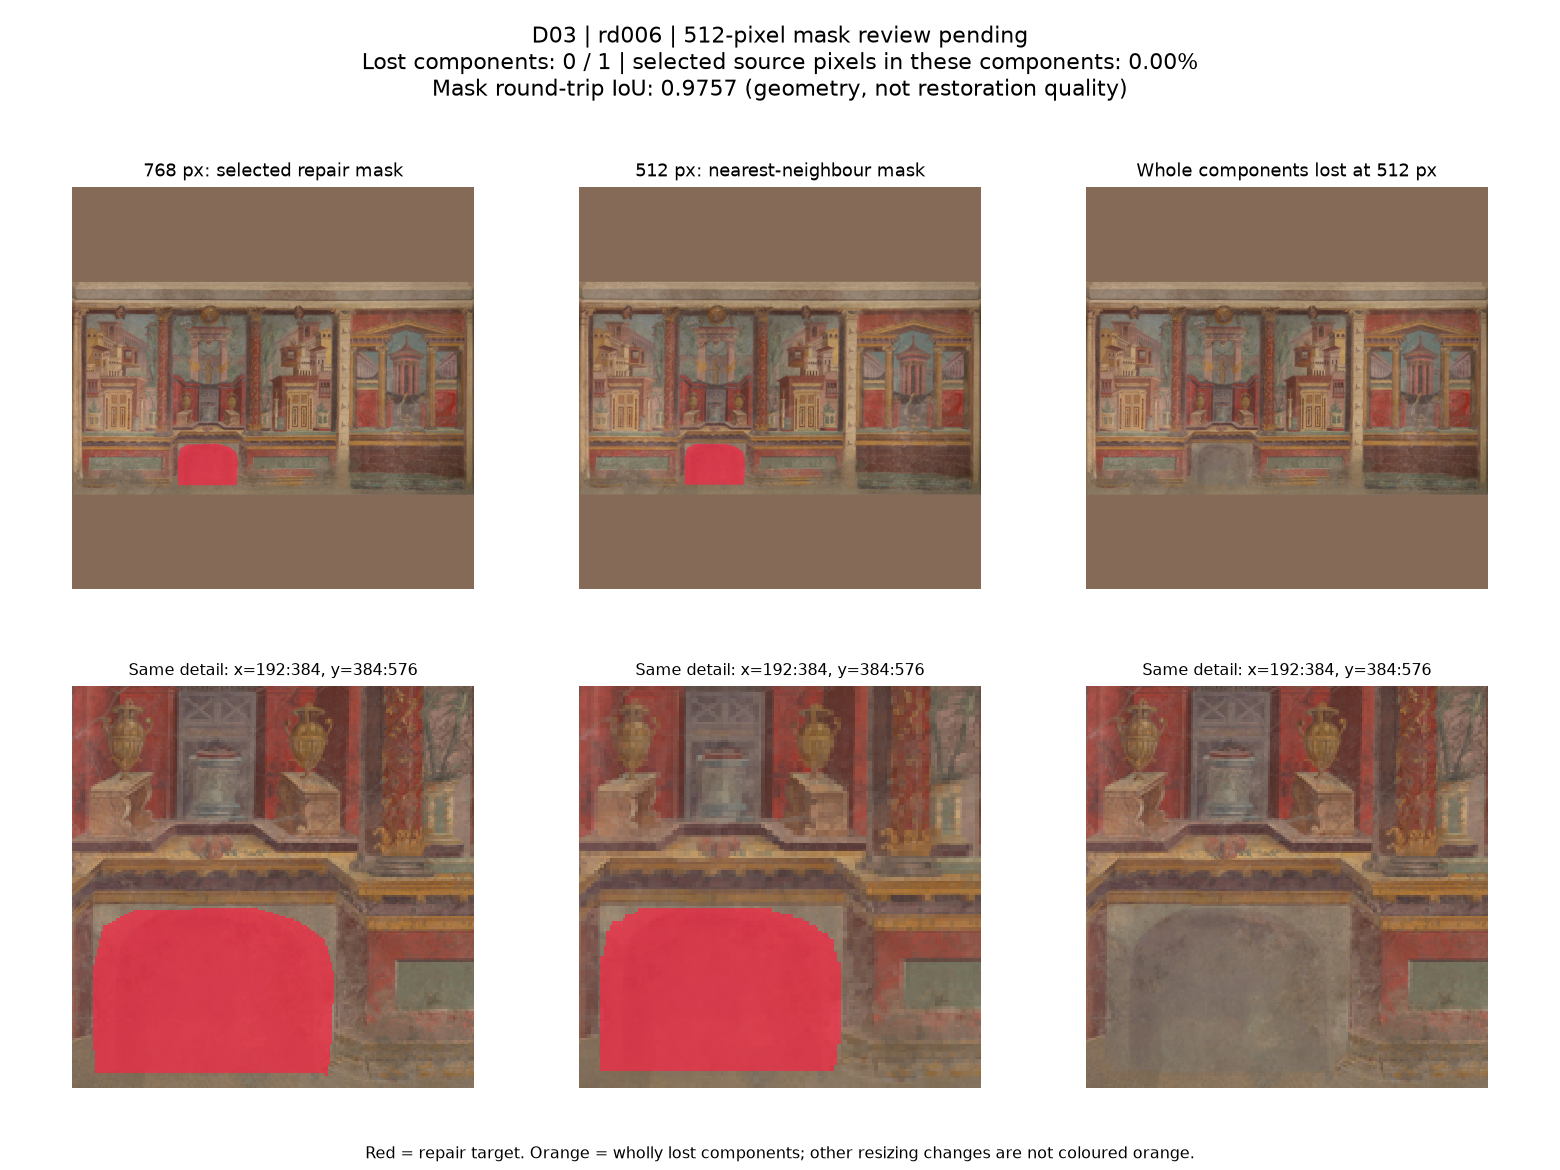 D03 | rd006 | 512-pixel mask review pending
Lost components: 0 / 1 | selected source pixels in these components: 0.00%
Mask round-trip IoU: 0.9757 (geometry, not restoration quality)
768 px: selected repair mask
512 px: nearest-neighbour mask
Whole components lost at 512 px
Same detail: x=192:384, y=384:576
Same detail: x=192:384, y=384:576
Same detail: x=192:384, y=384:576
Red = repair target. Orange = wholly lost components; other resizing changes are not coloured orange.